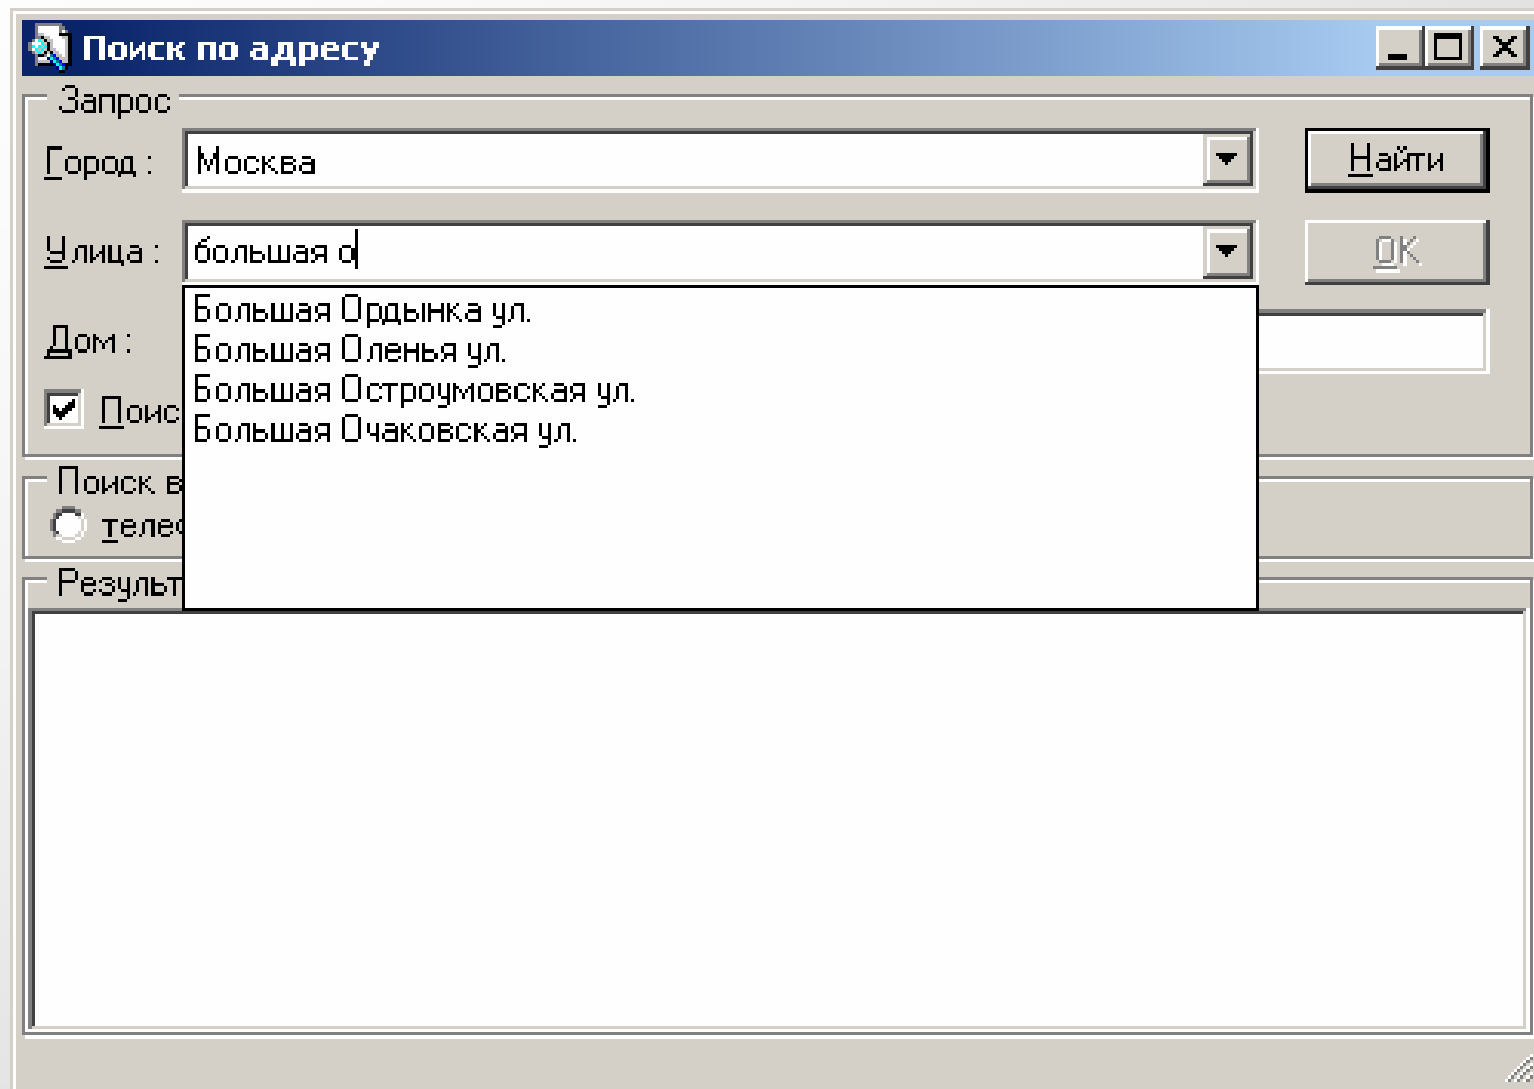 Поиск по адресу
Запрос
Город :
Москва
Найти
Улица :
большая о
OK
Большая Ордынка ул.
Большая Оленья ул.
Большая Остроумовская ул.
Большая Очаковская ул.
Дом :
Поис
Поиск в
теле
Результ